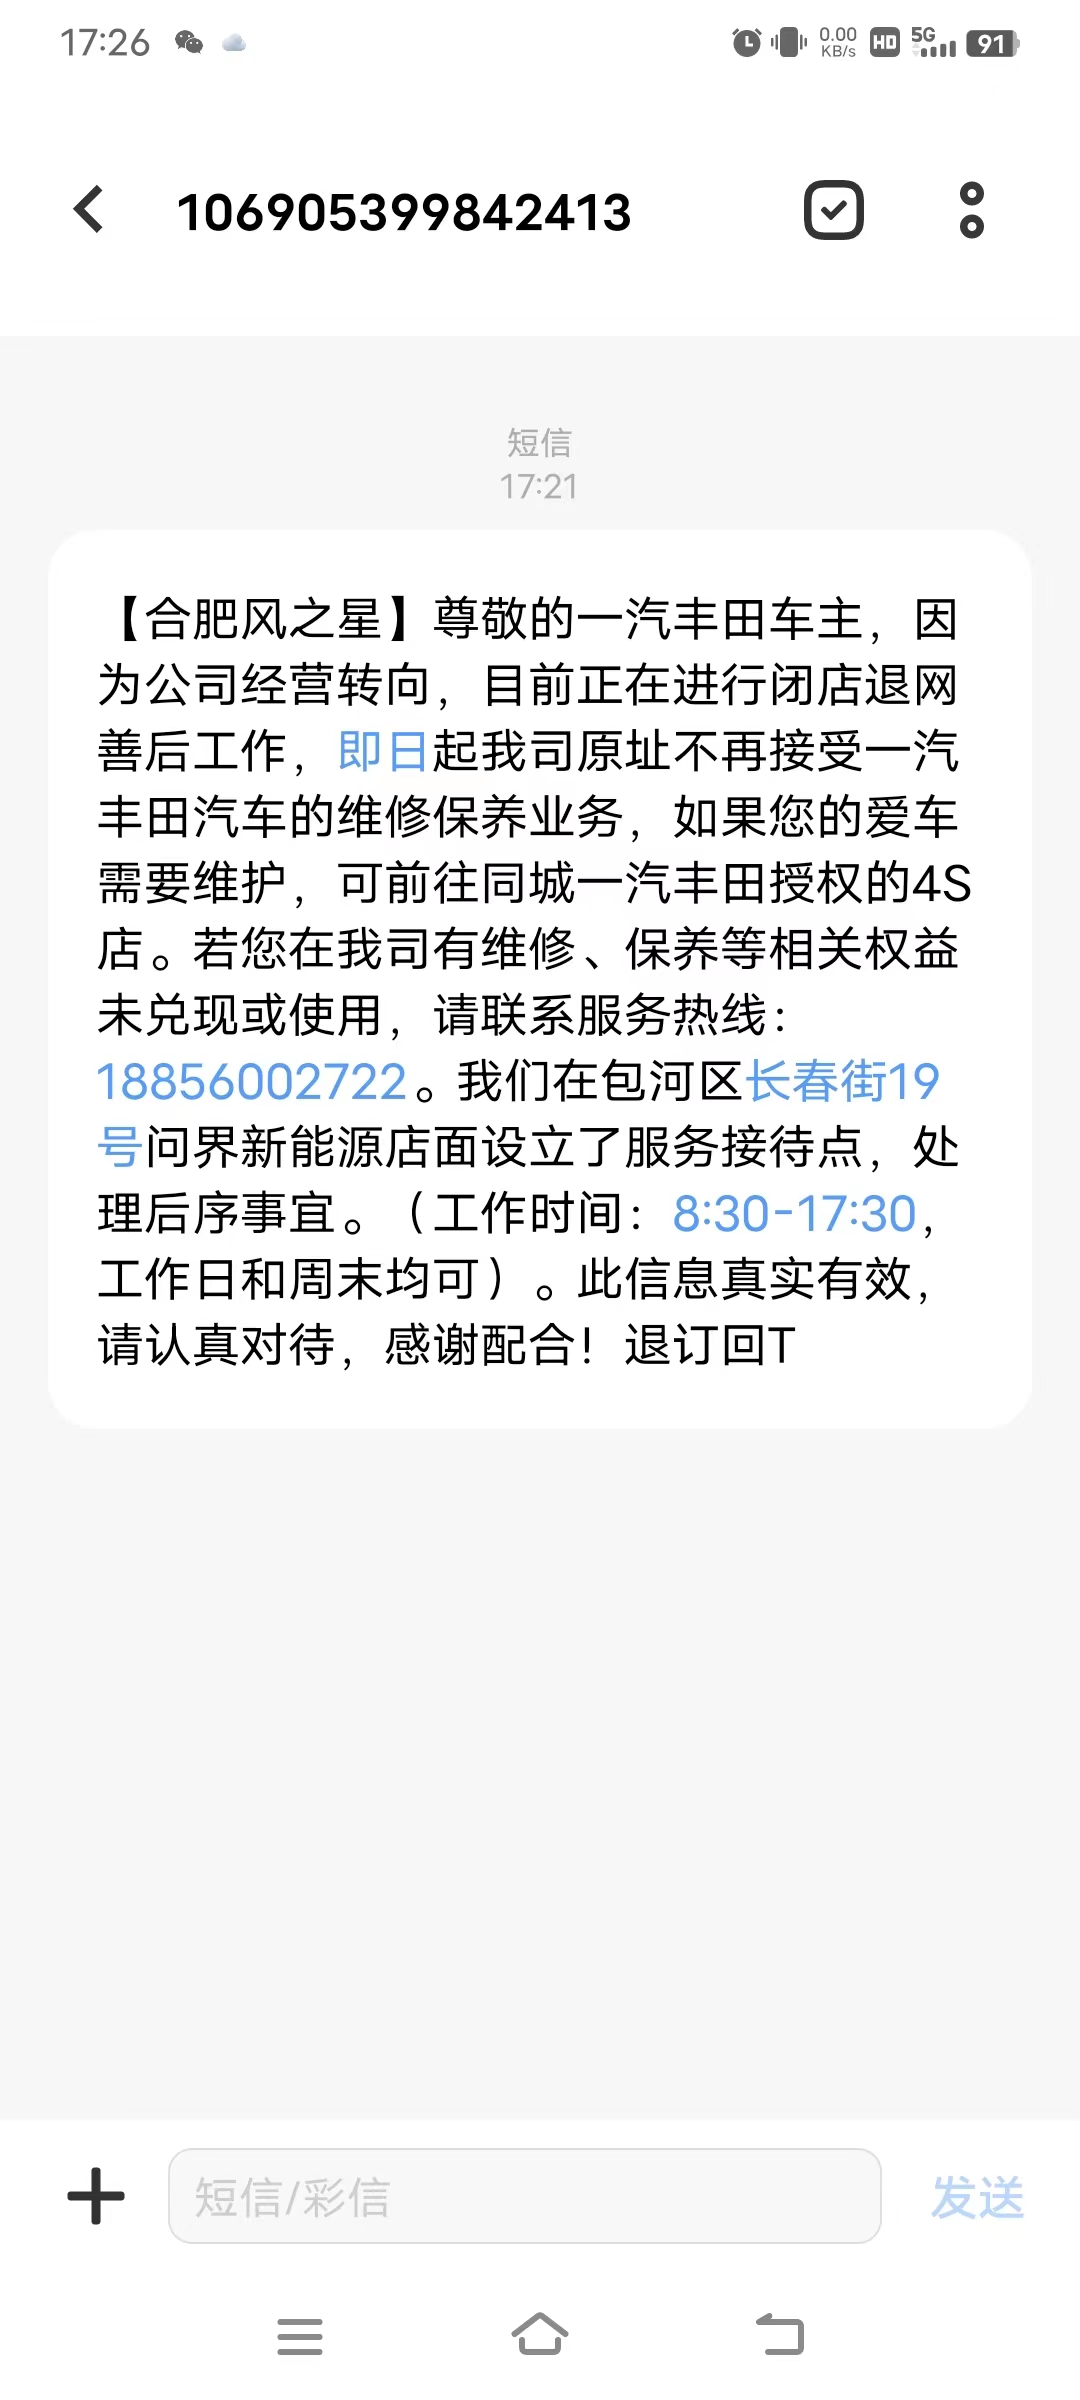 17:26
0.00
KB/s
HD
5G
91
106905399842413
短信
17:21
【合肥风之星】尊敬的一汽丰田车主，因
为公司经营转向，目前正在进行闭店退网
善后工作，即日起我司原址不再接受一汽
丰田汽车的维修保养业务，如果您的爱车
需要维护，可前往同城一汽丰田授权的4S
店。若您在我司有维修、保养等相关权益
未兑现或使用，请联系服务热线：
18856002722。我们在包河区长春街19
号问界新能源店面设立了服务接待点，处
理后序事宜。（工作时间：8:30-17:30，
工作日和周末均可）。此信息真实有效，
请认真对待，感谢配合！退订回T
短信/彩信
发送